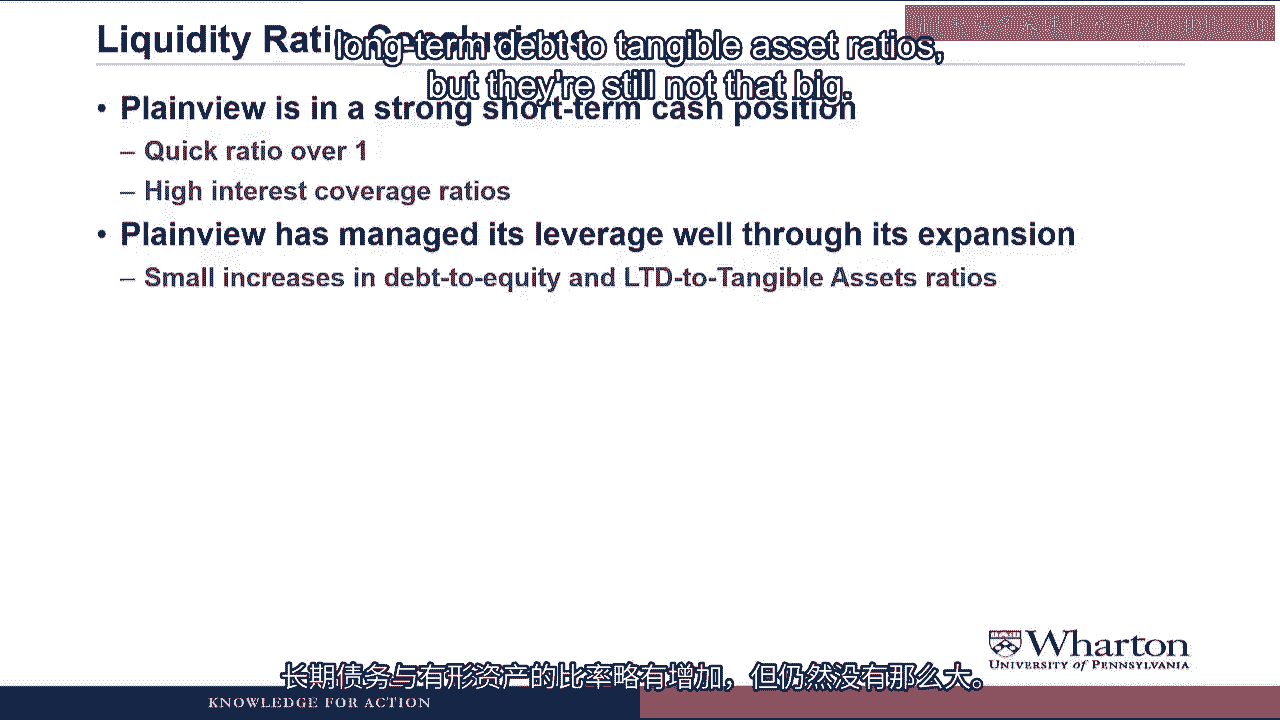 Liquidity Ratio Conclusions
long-term debt to tangible asset ratios,
but they're still not that big.
• Plainview is in a strong short-term cash position
– Quick ratio over 1
– High interest coverage ratios
• Plainview has managed its leverage well through its expansion
– Small increases in debt-to-equity and LTD-to-Tangible Assets ratios
Wharton
UNIVERSITY of PENNSYLVANIA
长期债务与有形资产的比率略有增加，但仍然没有那么大。
KNOWLEDGE FOR ACTION